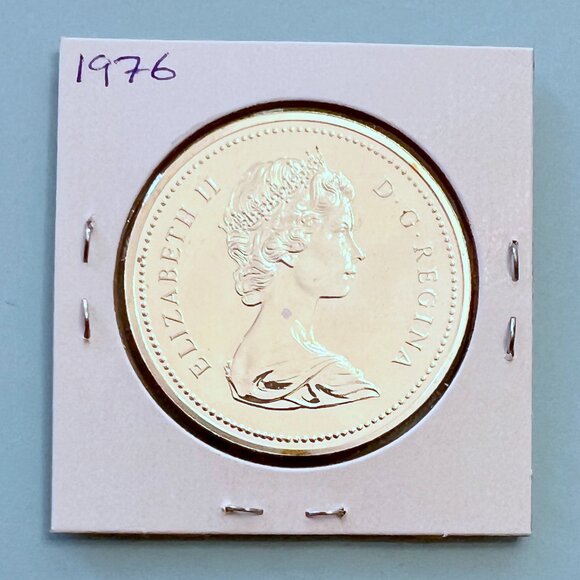 1976
ELIZABETH II D·G·REGINA